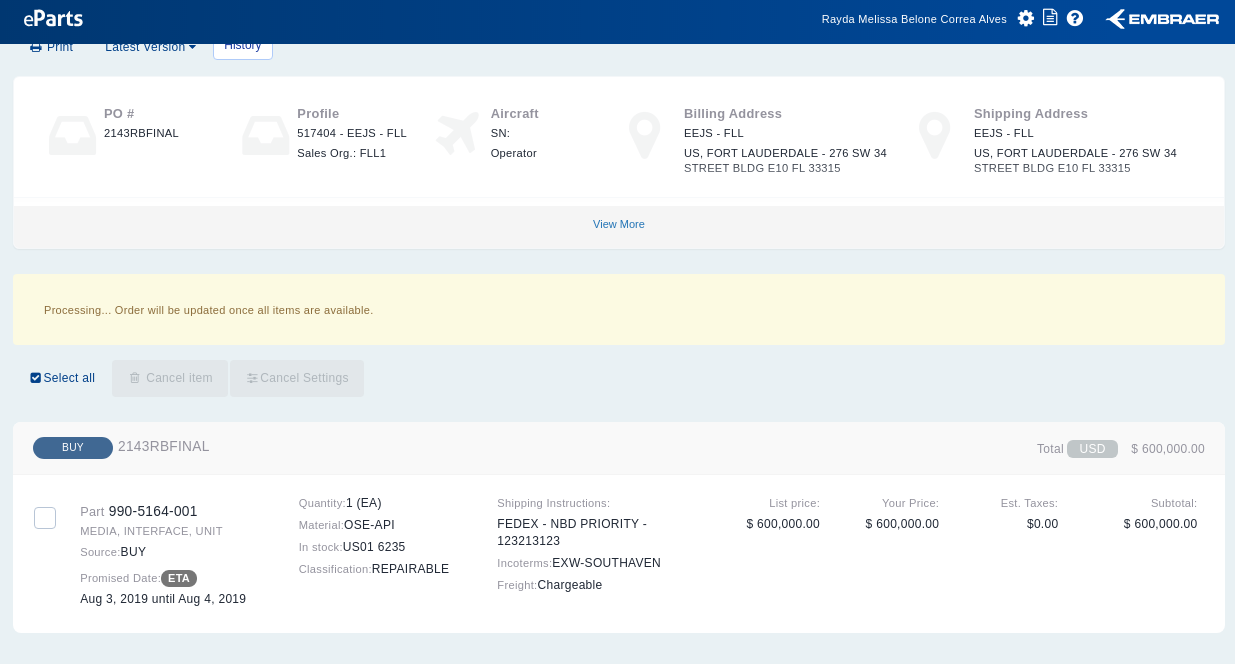 eParts
Rayda Melissa Belone Correa Alves
EMBRAER
Print
Latest Version
History
PO #
2143RBFINAL
Profile
517404 - EEJS - FLL
Sales Org.: FLL1
Aircraft
SN:
Operator
Billing Address
EEJS - FLL
US, FORT LAUDERDALE - 276 SW 34
STREET BLDG E10 FL 33315
Shipping Address
EEJS - FLL
US, FORT LAUDERDALE - 276 SW 34
STREET BLDG E10 FL 33315
View More
Processing... Order will be updated once all items are available.
Select all
Cancel item
Cancel Settings
BUY 2143RBFINAL
Total USD $ 600,000.00
Part 990-5164-001
MEDIA, INTERFACE, UNIT
Source:BUY
Promised Date:ETA
Aug 3, 2019 until Aug 4, 2019
Quantity:1 (EA)
Material:OSE-API
In stock:US01 6235
Classification:REPAIRABLE
Shipping Instructions:
FEDEX - NBD PRIORITY -
123213123
Incoterms:EXW-SOUTHAVEN
Freight:Chargeable
List price:
$ 600,000.00
Your Price:
$ 600,000.00
Est. Taxes:
$0.00
Subtotal:
$ 600,000.00